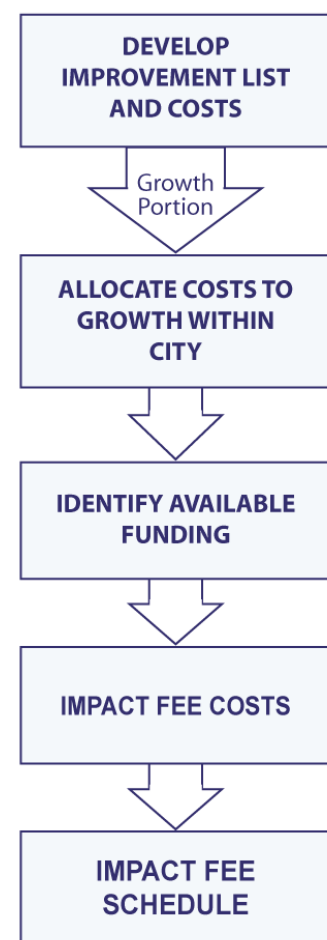 DEVELOP
IMPROVEMENT LIST
AND COSTS
Growth
Portion
ALLOCATE COSTS TO
GROWTH WITHIN
CITY
IDENTIFY AVAILABLE
FUNDING
IMPACT FEE COSTS
IMPACT FEE
SCHEDULE